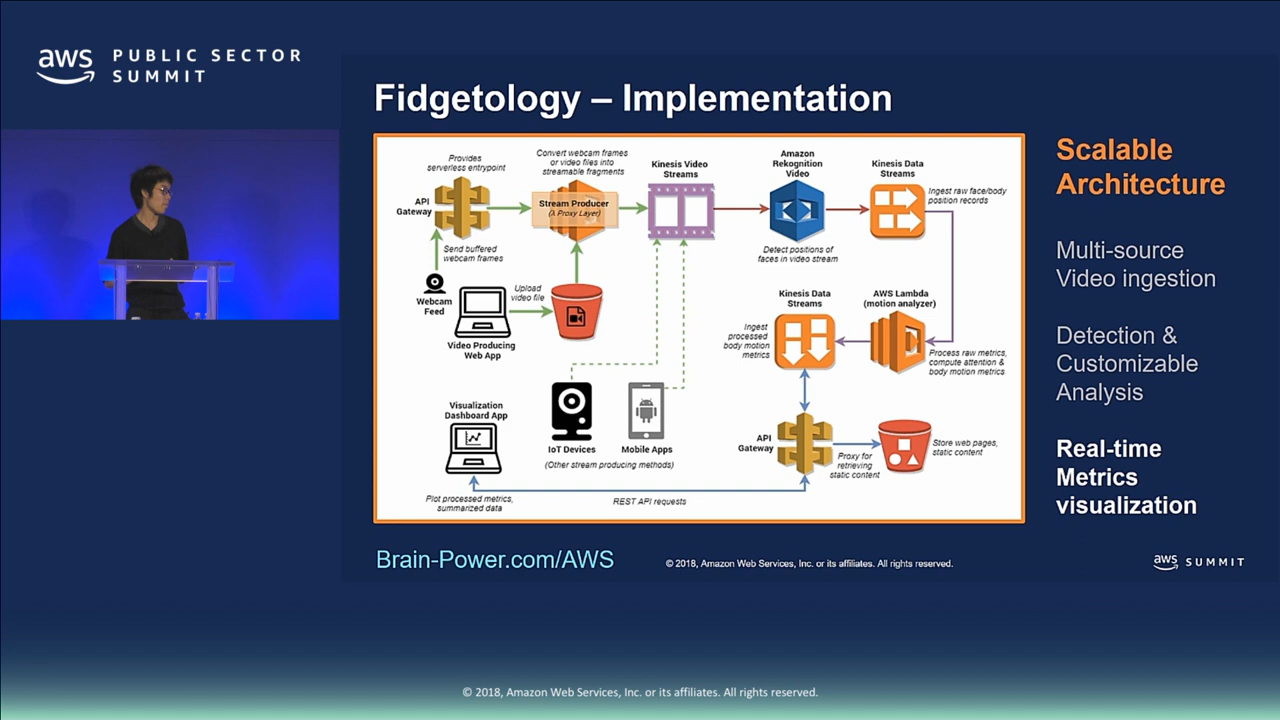 aws
PUBLIC SECTOR
SUMMIT
Fidgetology – Implementation
Provides
serverless entrypoint
API
Gateway
Convert webcam frames
or video files into
streamable fragments
Stream Producer
(λ Proxy Layer)
Kinesis Video
Streams
Amazon
Rekognition
Video
Kinesis Data
Streams
Ingest raw face/body
position records
Send buffered
webcam frames
Detect positions of
faces in video stream
Webcam
Feed
Upload
video file
Video Producing
Web App
Kinesis Data
Streams
AWS Lambda
(motion analyzer)
Ingest
processed
body motion
metrics
Process raw metrics,
compute attention &
body motion metrics
Visualization
Dashboard App
IoT Devices
Mobile Apps
(Other stream producing methods)
API
Gateway
Proxy for
retrieving
static content
Store web pages,
static content
Plot processed metrics,
summarized data
REST API requests
Scalable
Architecture
Multi-source
Video ingestion
Detection &
Customizable
Analysis
Real-time
Metrics
visualization
Brain-Power.com/AWS
© 2018, Amazon Web Services, Inc. or its affiliates. All rights reserved.
aws SUMMIT
© 2018, Amazon Web Services, Inc. or its affiliates. All rights reserved.